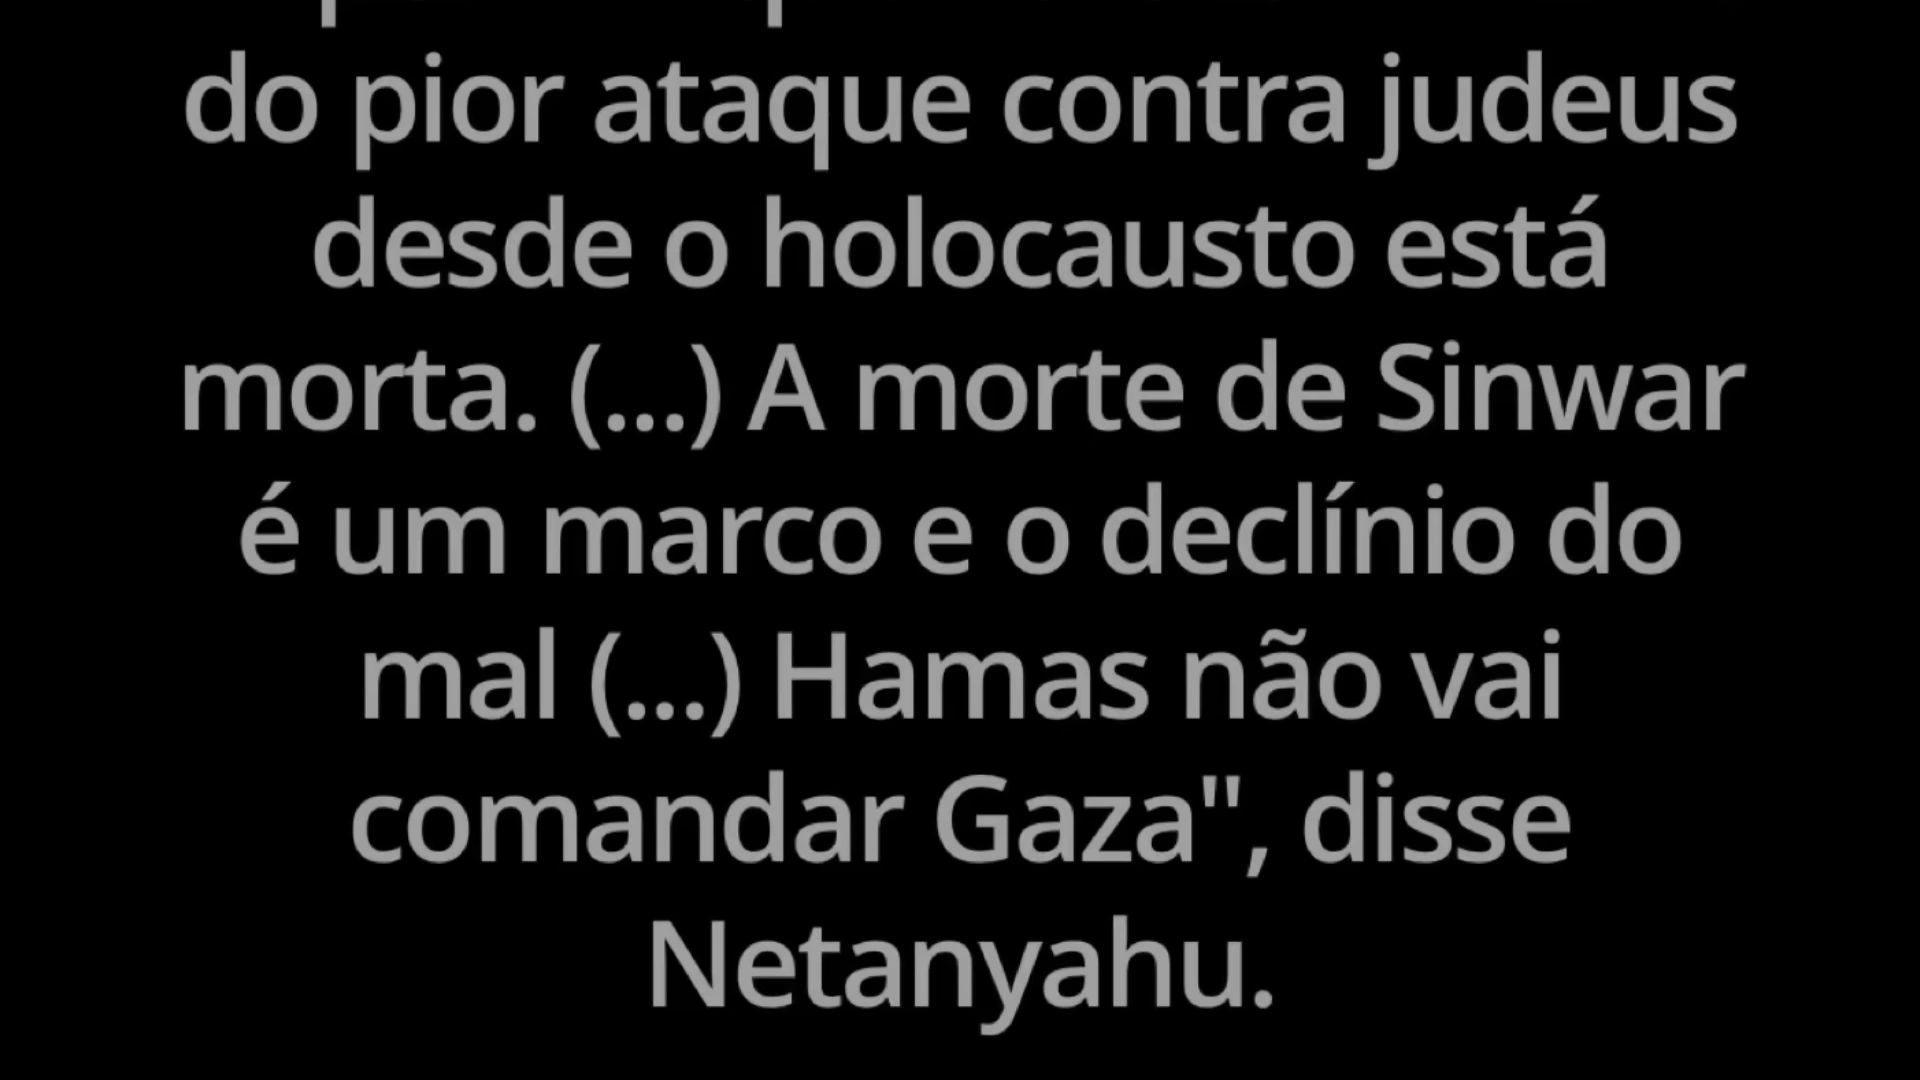 do pior ataque contra judeus
desde o holocausto está
morta. (...) A morte de Sinwar
é um marco e o declínio do
mal (...) Hamas não vai
comandar Gaza", disse
Netanyahu.